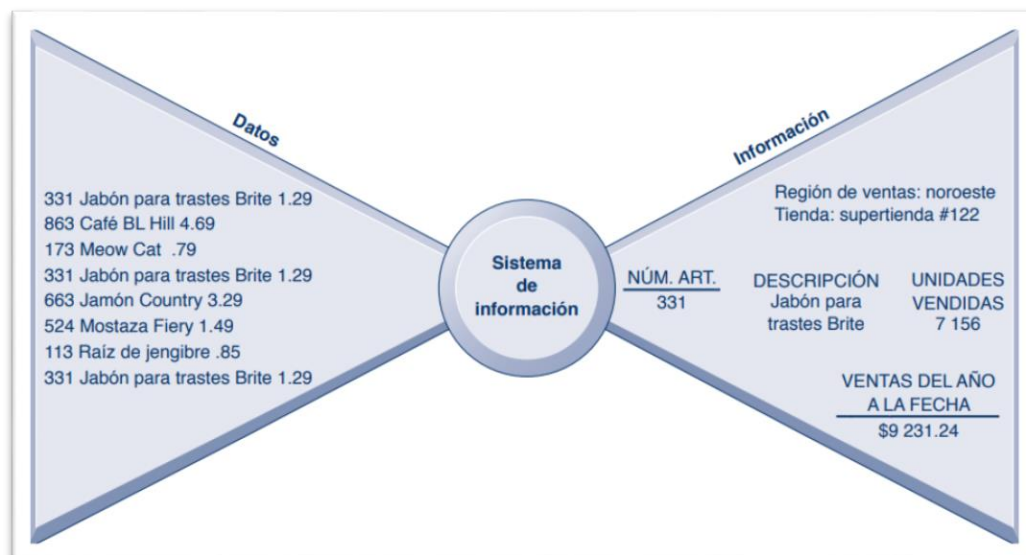 Datos
331 Jabón para trastes Brite 1.29
863 Café BL Hill 4.69
173 Meow Cat .79
331 Jabón para trastes Brite 1.29
663 Jamón Country 3.29
524 Mostaza Fiery 1.49
113 Raíz de jengibre .85
331 Jabón para trastes Brite 1.29
Sistema
de
información
Información
Región de ventas: noroeste
Tienda: supertienda #122
NÚM. ART.
331
DESCRIPCIÓN
Jabón para
trastes Brite
UNIDADES
VENDIDAS
7 156
VENTAS DEL AÑO
A LA FECHA
$9 231.24